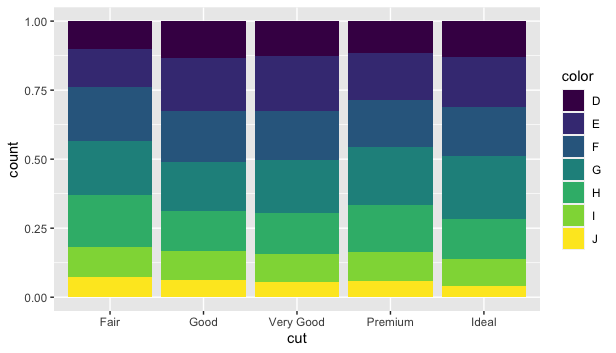 1.00
0.75
0.50
0.25
0.00
count
Fair Good Very Good Premium Ideal
cut
color
D
E
F
G
H
I
J